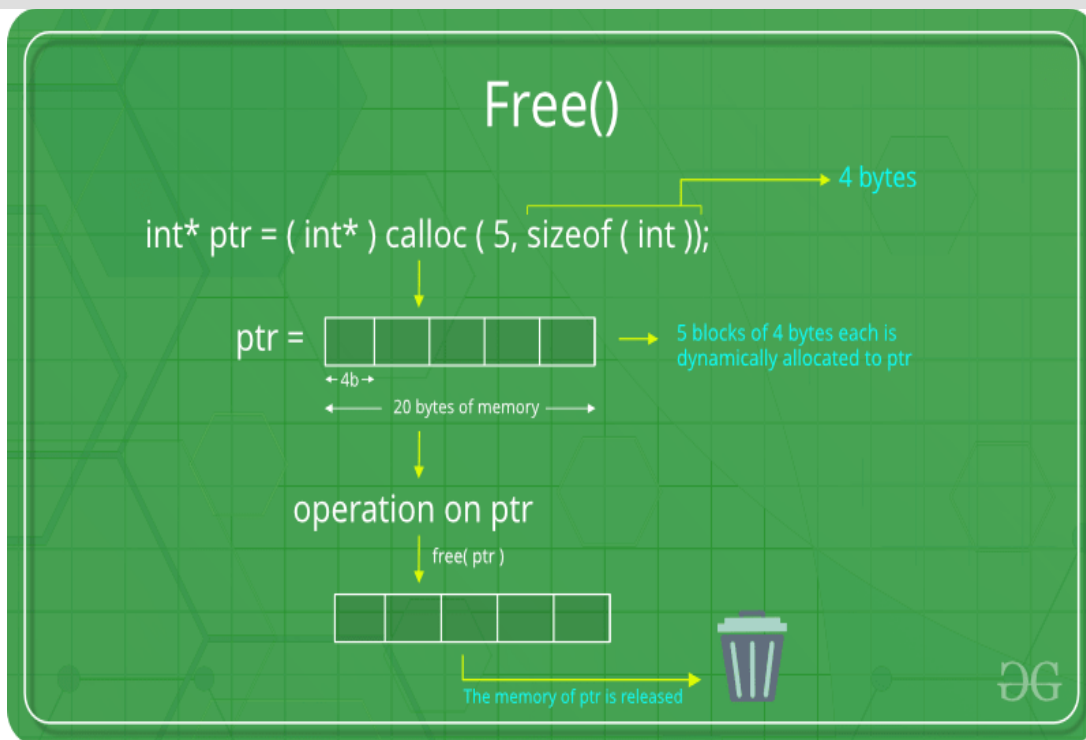 Free()
4 bytes
int* ptr = ( int* ) calloc ( 5, sizeof ( int ));
ptr =
5 blocks of 4 bytes each is
dynamically allocated to ptr
4b
20 bytes of memory
operation on ptr
free( ptr )
The memory of ptr is released